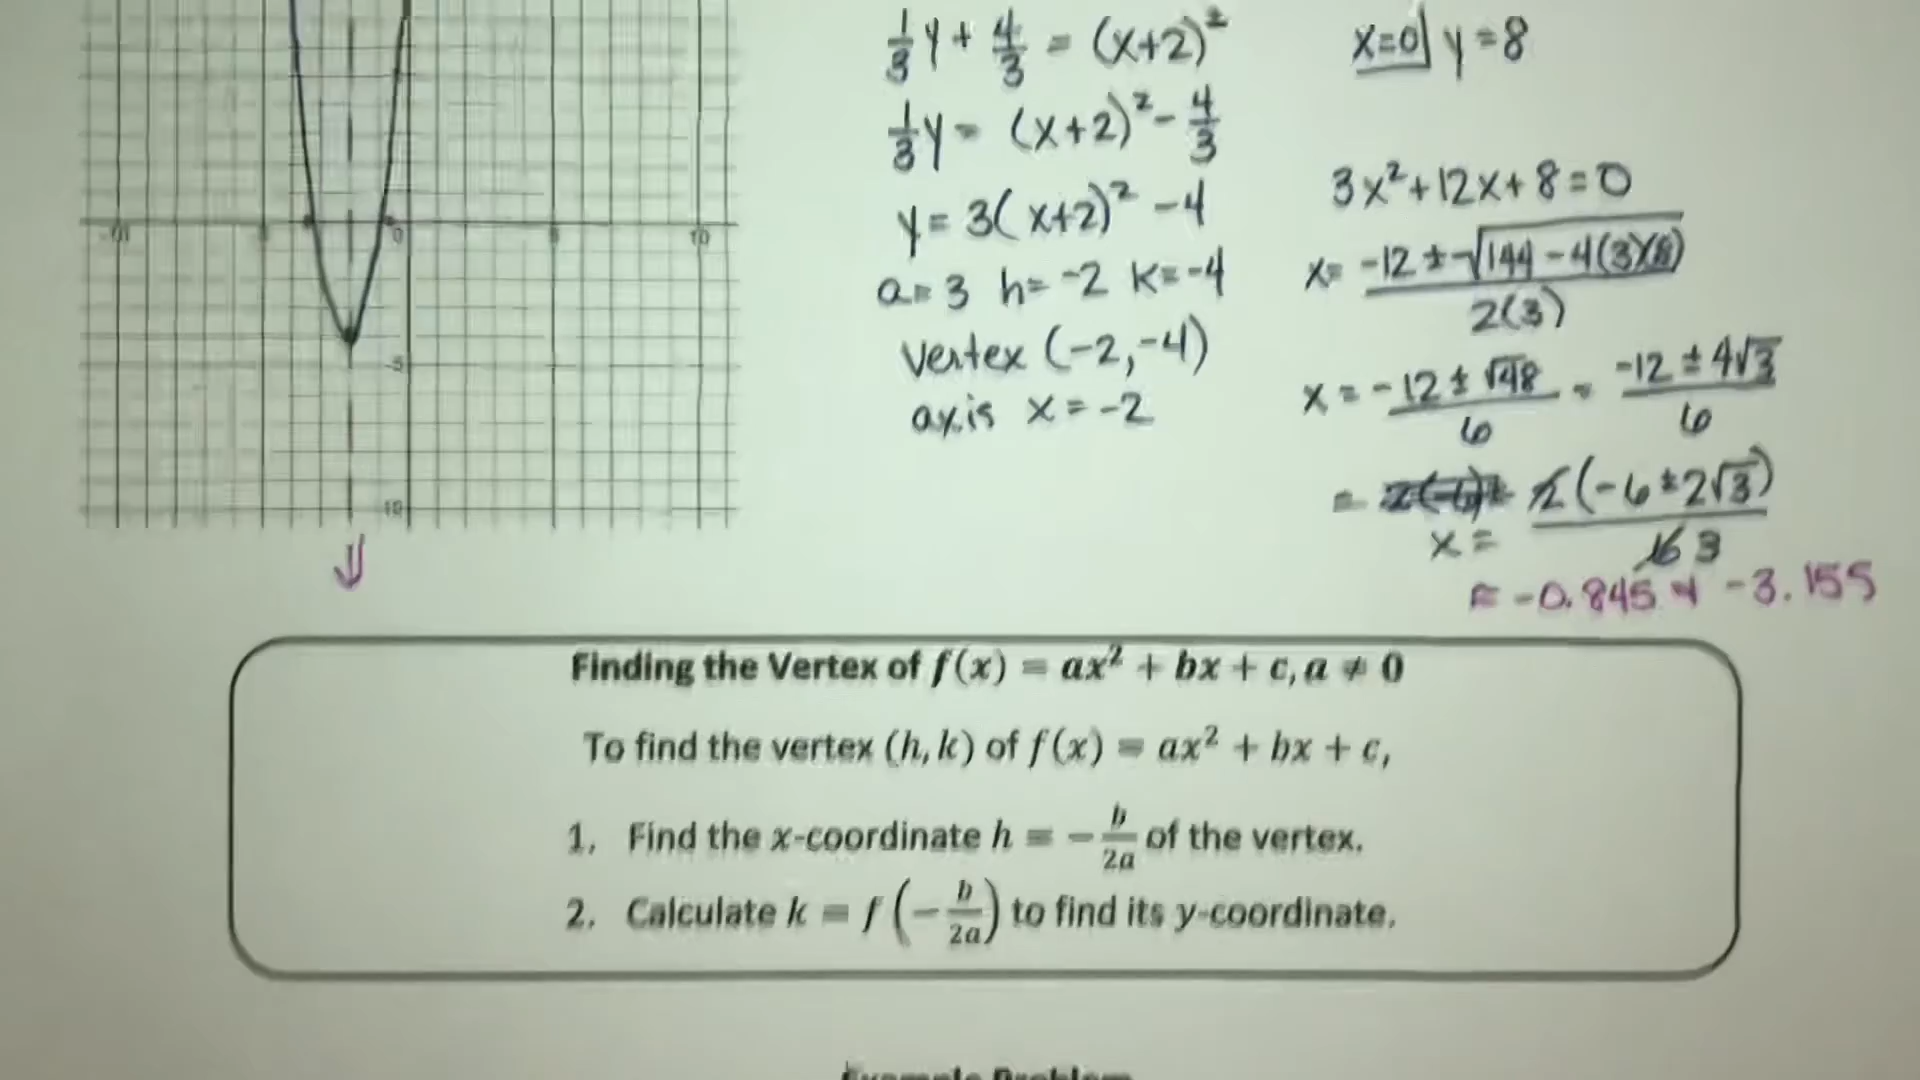 1/3 y + 4/3 = (x+2)²
1/3 y = (x+2)² - 4/3
y = 3(x+2)² - 4
a = 3 h = -2 k = -4
vertex (-2, -4)
axis x = -2
x=0 y = 8
3x² + 12x + 8 = 0
x = (-12 ± √(144 - 4(3)(8))) / 2(3)
x = (-12 ± √48) / 6 = (-12 ± 4√3) / 6
= 2(-6 ± 2√3)
x = 6 3
≈ -0.845 & -3.155
0 10
-5
-10
Finding the Vertex of f(x) = ax² + bx + c, a ≠ 0
To find the vertex (h, k) of f(x) = ax² + bx + c,
1. Find the x-coordinate h = - b/2a of the vertex.
2. Calculate k = f(- b/2a) to find its y-coordinate.
Example Problem